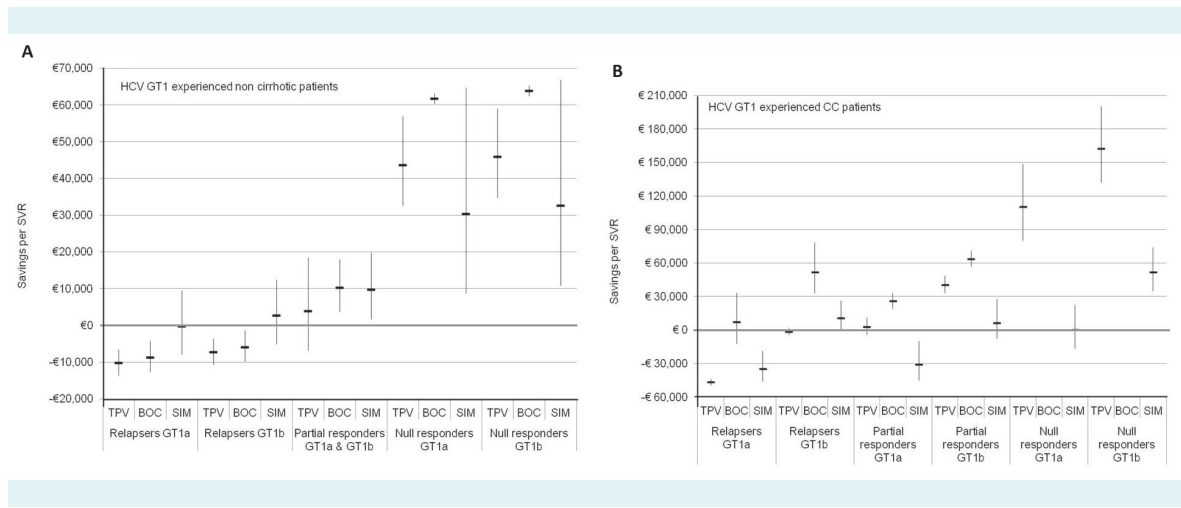 A
€70,000
HCV GT1 experienced non cirrhotic patients
€60,000
€50,000
€40,000
€30,000
€20,000
€10,000
€0
-€10,000
-€20,000
Savings per SVR
TPV BOC SIM TPV BOC SIM TPV BOC SIM TPV BOC SIM TPV BOC SIM
Relapsers GT1a Relapsers GT1b Partial responders Null responders Null responders
GT1a & GT1b GT1a GT1b
B
€ 210,000
HCV GT1 experienced CC patients
€ 180,000
€ 150,000
€ 120,000
€ 90,000
€ 60,000
€ 30,000
€ 0
-€ 30,000
-€ 60,000
Savings per SVR
TPV BOC SIM TPV BOC SIM TPV BOC SIM TPV BOC SIM TPV BOC SIM TPV BOC SIM
Relapsers Relapsers Partial Partial Null Null
GT1a GT1b responders responders responders responders
GT1a GT1b GT1a GT1b